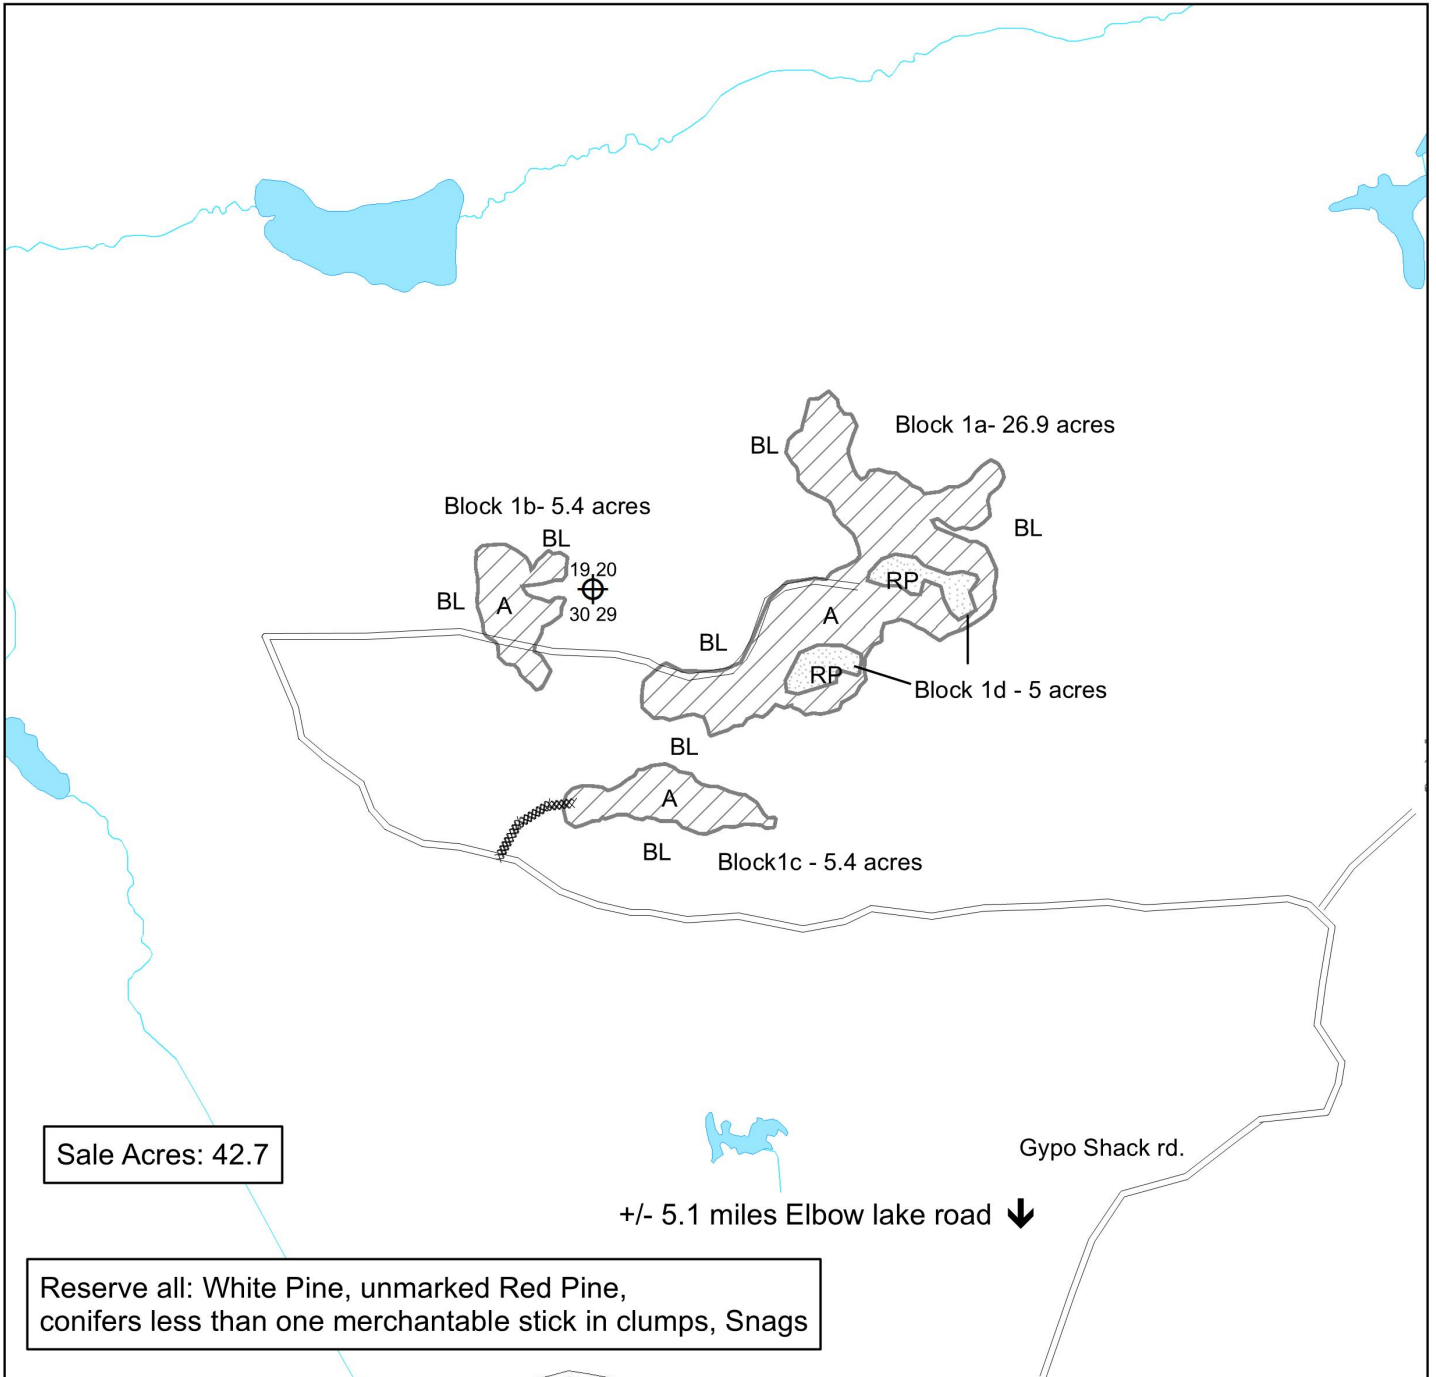 Block 1a- 26.9 acres
BL
Block 1b- 5.4 acres
BL
BL
19 20
RP
BL
A
30 29
A
BL
RP
Block 1d - 5 acres
BL
A
BL
Block1c - 5.4 acres
Gypo Shack rd.
Sale Acres: 42.7
+/- 5.1 miles Elbow lake road
Reserve all: White Pine, unmarked Red Pine,
conifers less than one merchantable stick in clumps, Snags